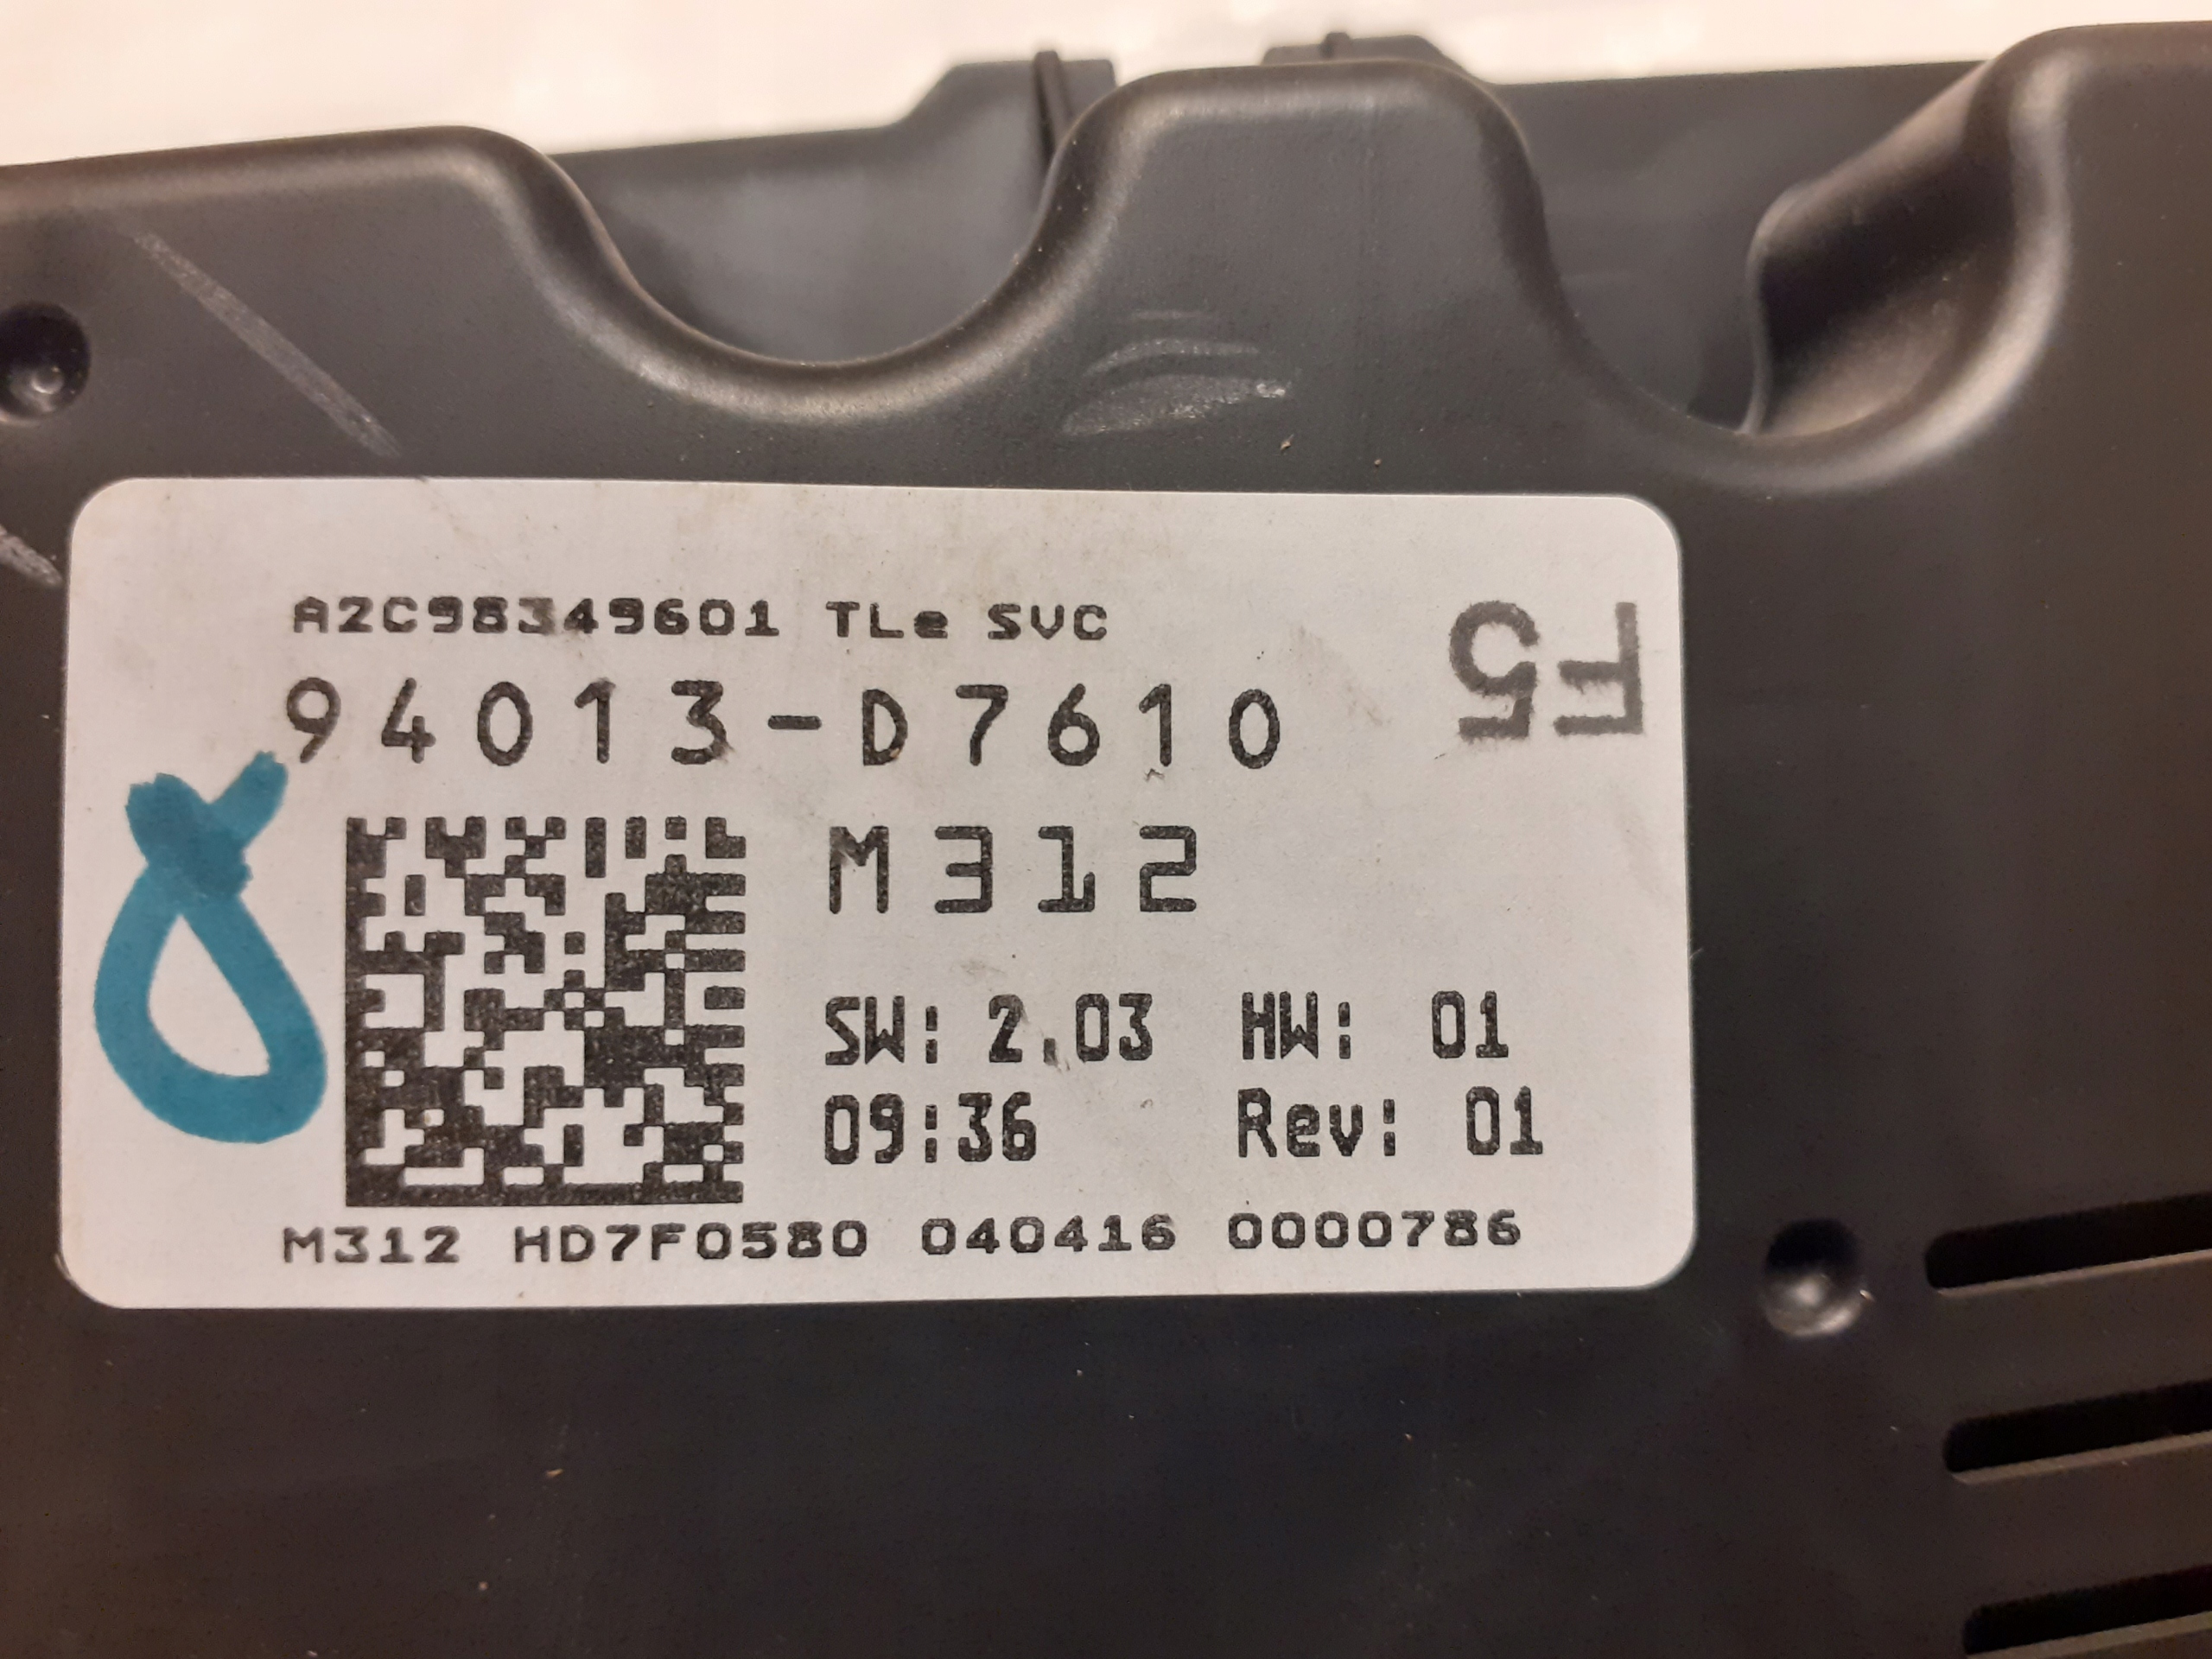 A2C98349601 TLe SVC
94013-D7610
F5
M312
SW: 2.03 HW: 01
09:36 Rev: 01
M312 HD7F0580 040416 0000786